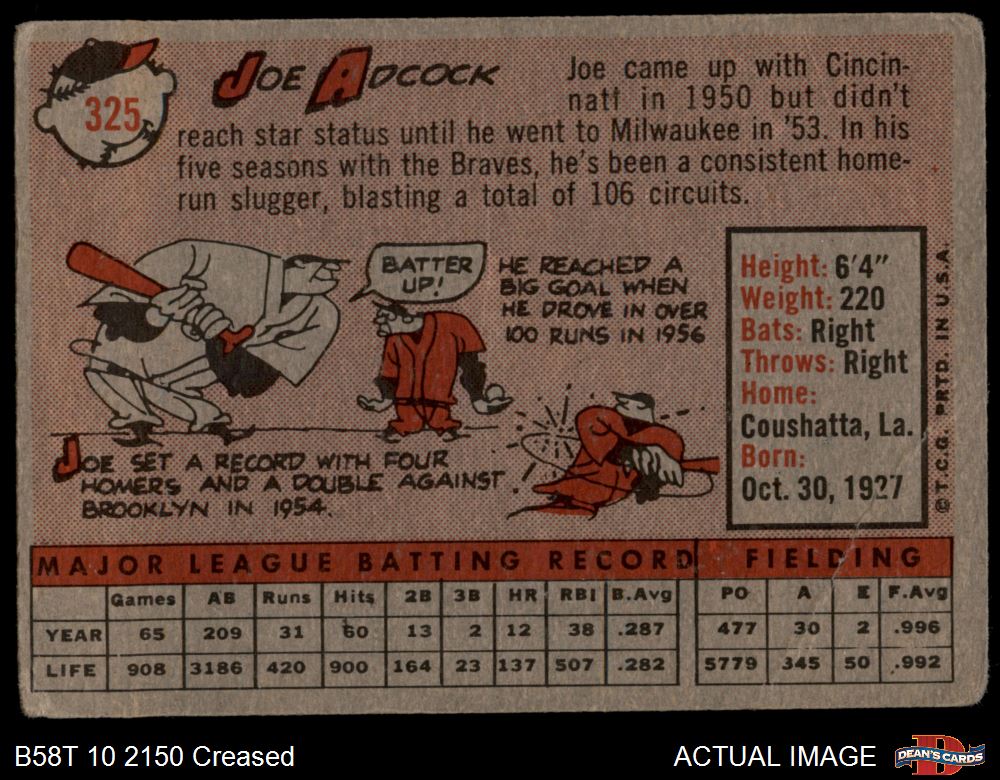 325
JOE ADCOCK
Joe came up with Cincin-
nati in 1950 but didn't
reach star status until he went to Milwaukee in '53. In his
five seasons with the Braves, he's been a consistent home-
run slugger, blasting a total of 106 circuits.
BATTER
UP!
HE REACHED A
BIG GOAL WHEN
HE DROVE IN OVER
100 RUNS IN 1956
JOE SET A RECORD WITH FOUR
HOMERS AND A DOUBLE AGAINST
BROOKLYN IN 1954.
Height: 6'4"
Weight: 220
Bats: Right
Throws: Right
Home:
Coushatta, La.
Born:
Oct. 30, 1927
© T.C.G. PRTD. IN U.S.A.
MAJOR LEAGUE BATTING RECORD FIELDING
Games AB Runs Hits 2B 3B HR RBI B.Avg PO A E F.Avg
YEAR 65 209 31 60 13 2 12 38 .287 477 30 2 .996
LIFE 908 3186 420 900 164 23 137 507 .282 5779 345 50 .992
B58T 10 2150 Creased
ACTUAL IMAGE
D
DEAN'S CARDS